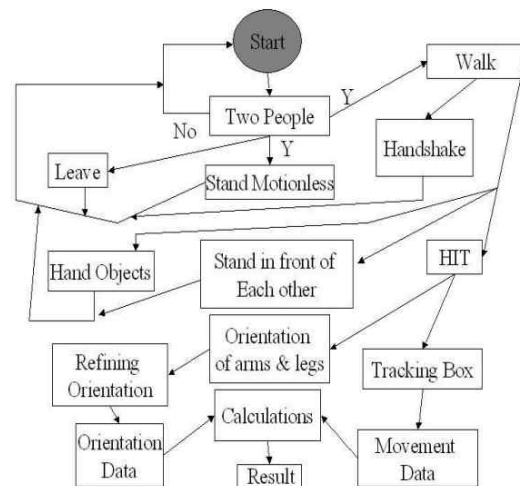 Start
Walk
Y
Two People
No
Y
Handshake
Leave
Stand Motionless
Hand Objects
Stand in front of
Each other
HIT
Orientation
of arms & legs
Refining
Orientation
Tracking Box
Calculations
Orientation
Data
Movement
Data
Result